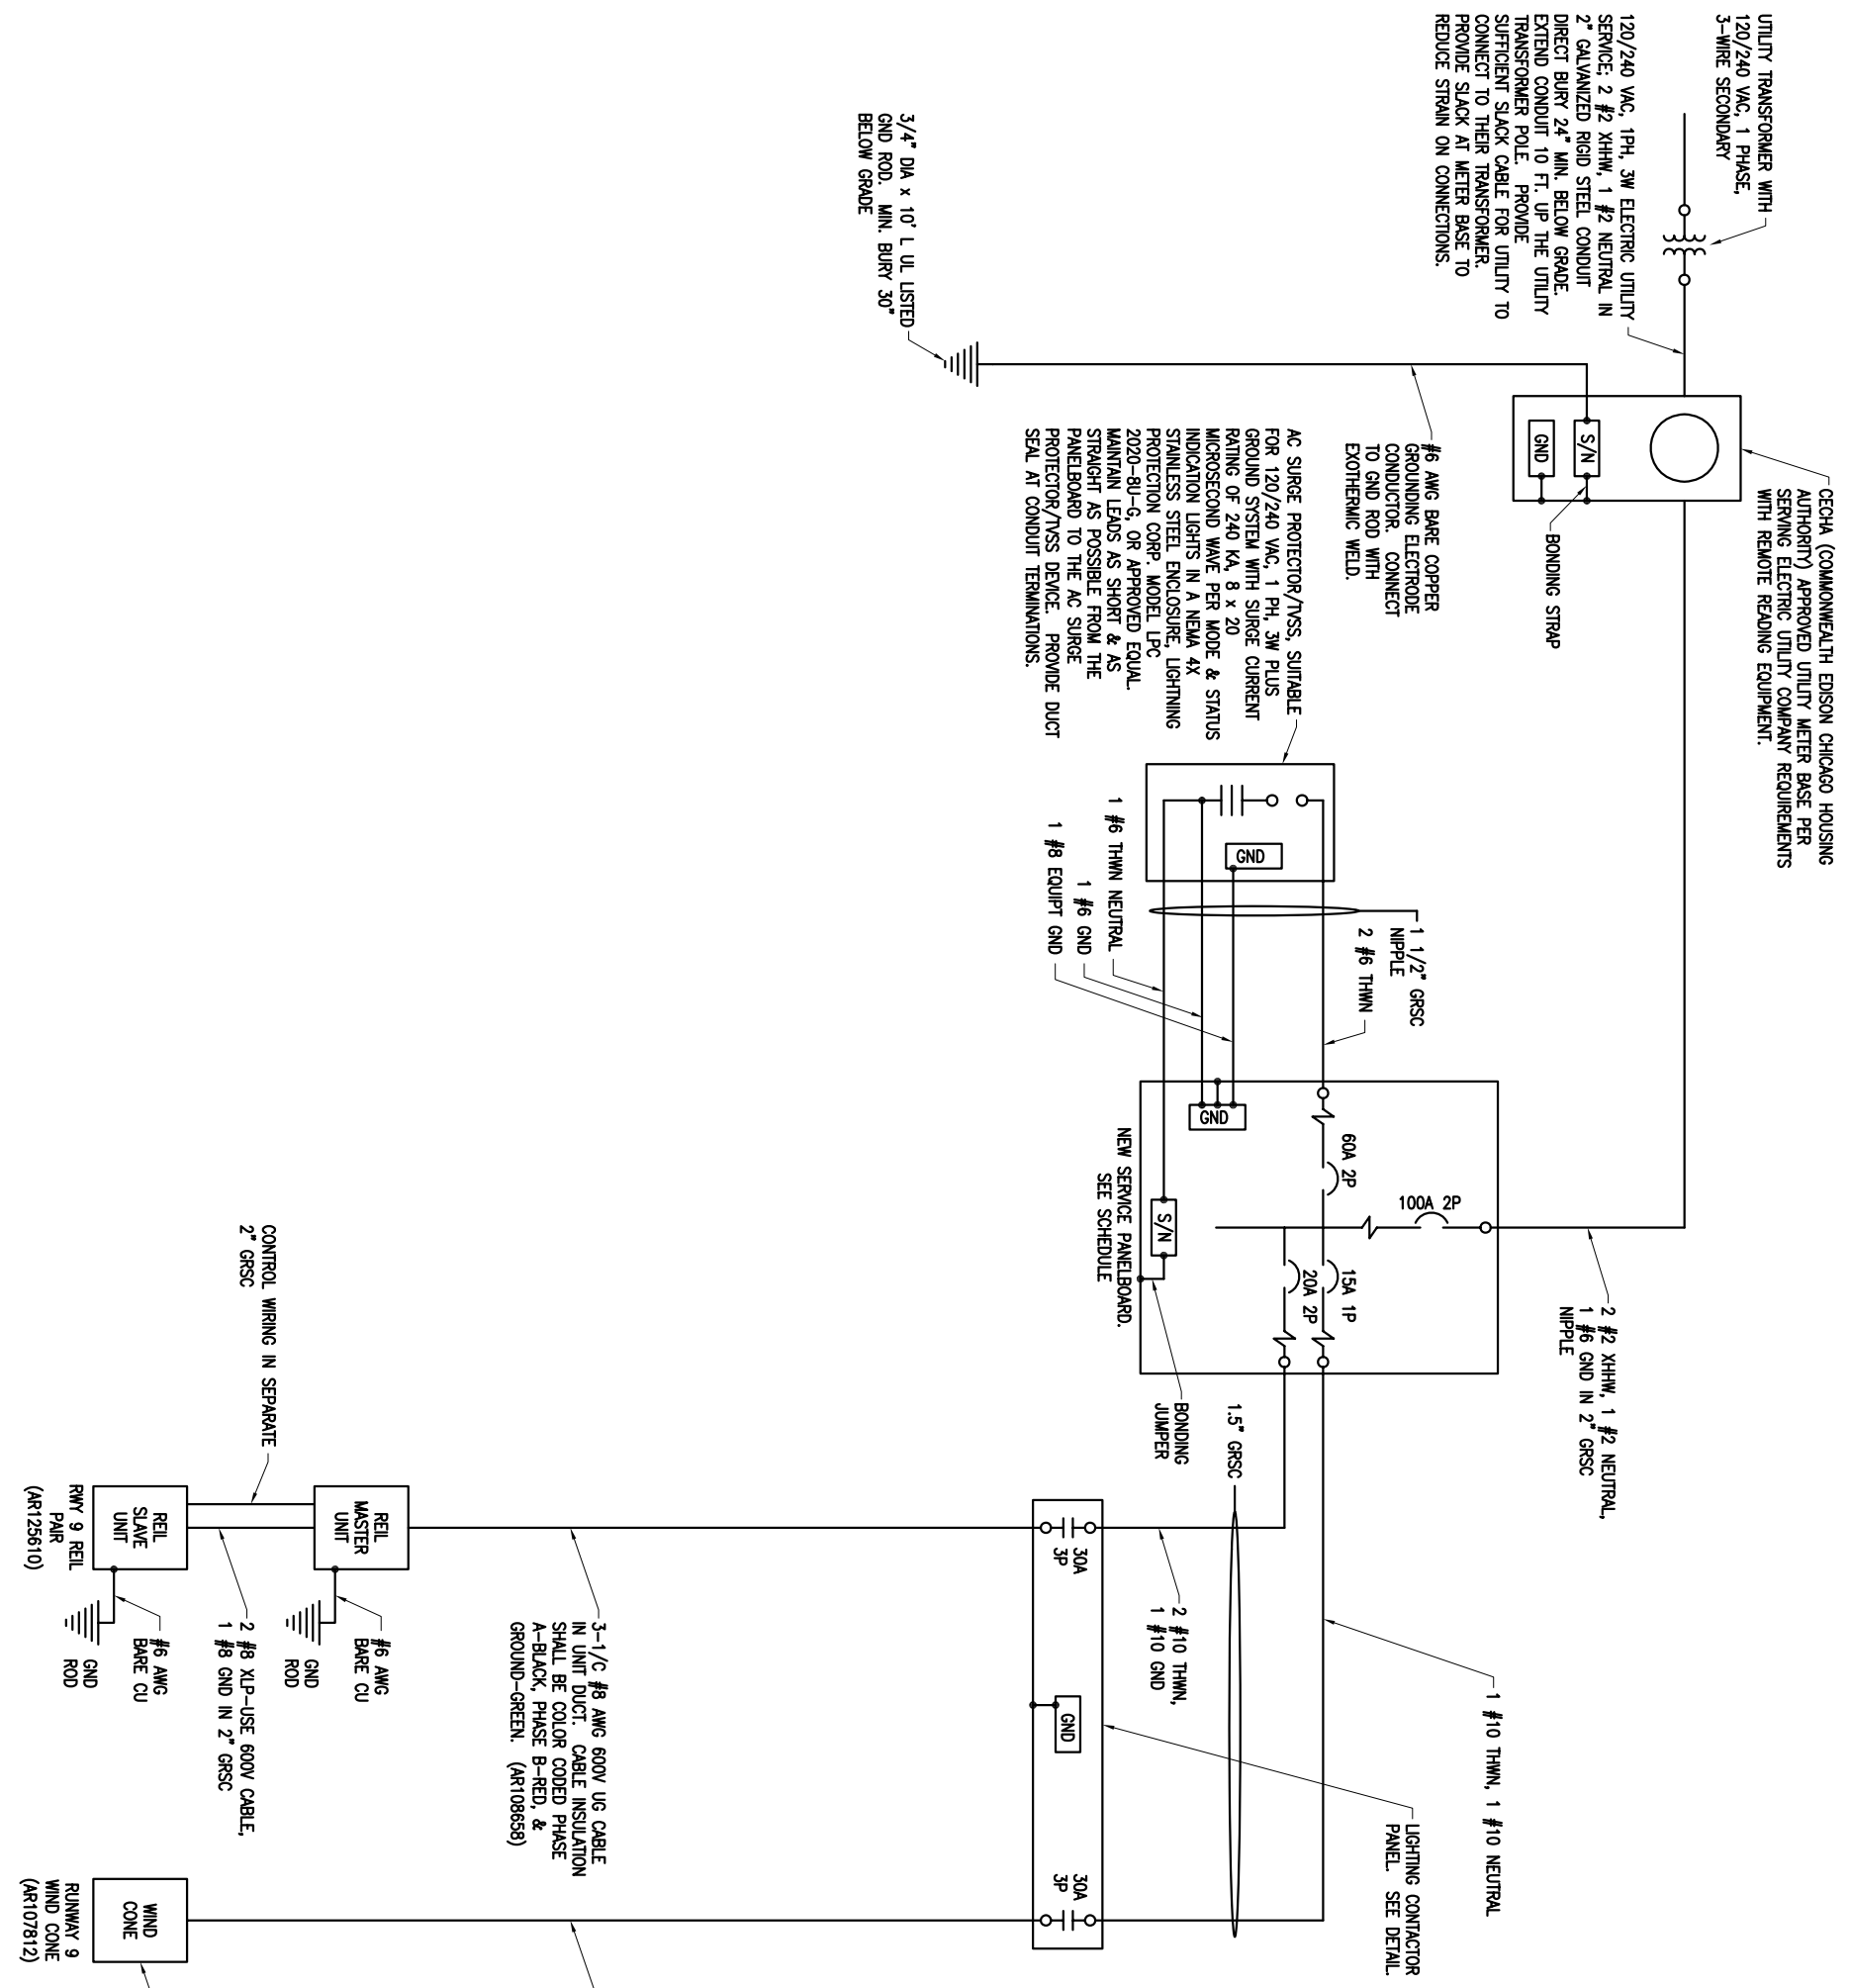 UTILITY TRANSFORMER WITH
120/240 VAC, 1 PHASE,
3-WIRE SECONDARY
120/240 VAC, 1PH, 3W ELECTRIC UTILITY
SERVICE; 2 #2 XHHW, 1 #2 NEUTRAL IN
2" GALVANIZED RIGID STEEL CONDUIT
DIRECT BURY 24" MIN. BELOW GRADE.
EXTEND CONDUIT 10 FT. UP THE UTILITY
TRANSFORMER POLE. PROVIDE
SUFFICIENT SLACK CABLE FOR UTILITY TO
CONNECT TO THEIR TRANSFORMER.
PROVIDE SLACK AT METER BASE TO
REDUCE STRAIN ON CONNECTIONS.
3/4" DIA x 10' L UL LISTED
GND ROD. MIN. BURY 30"
BELOW GRADE
CECHA (COMMONWEALTH EDISON CHICAGO HOUSING
AUTHORITY) APPROVED UTILITY METER BASE PER
SERVING ELECTRIC UTILITY COMPANY REQUIREMENTS
WITH REMOTE READING EQUIPMENT.
S/N
GND
BONDING STRAP
#6 AWG BARE COPPER
GROUNDING ELECTRODE
CONDUCTOR. CONNECT
TO GND ROD WITH
EXOTHERMIC WELD.
AC SURGE PROTECTOR/TVSS, SUITABLE
FOR 120/240 VAC, 1 PH, 3W PLUS
GROUND SYSTEM WITH SURGE CURRENT
RATING OF 240 KA, 8 x 20
MICROSECOND WAVE PER MODE & STATUS
INDICATION LIGHTS IN A NEMA 4X
STAINLESS STEEL ENCLOSURE, LIGHTNING
PROTECTION CORP. MODEL LPC
2020-8U-G, OR APPROVED EQUAL.
MAINTAIN LEADS AS SHORT & AS
STRAIGHT AS POSSIBLE FROM THE
PANELBOARD TO THE AC SURGE
PROTECTOR/TVSS DEVICE. PROVIDE DUCT
SEAL AT CONDUIT TERMINATIONS.
GND
1 1/2" GRSC
NIPPLE
2 #6 THWN
1 #6 THWN NEUTRAL
1 #6 GND
1 #8 EQUIPT GND
60A 2P
100A 2P
15A 1P
20A 2P
GND
S/N
NEW SERVICE PANELBOARD.
SEE SCHEDULE
2 #2 XHHW, 1 #2 NEUTRAL,
1 #6 GND IN 2" GRSC
NIPPLE
BONDING
JUMPER
1.5" GRSC
1 #10 THWN, 1 #10 NEUTRAL
2 #10 THWN,
1 #10 GND
LIGHTING CONTACTOR
PANEL. SEE DETAIL.
30A
3P
GND
30A
3P
3-1/C #8 AWG 600V UG CABLE
IN UNIT DUCT. CABLE INSULATION
SHALL BE COLOR CODED PHASE
A-BLACK, PHASE B-RED, &
GROUND-GREEN. (AR108658)
CONTROL WIRING IN SEPARATE
2" GRSC
REIL
MASTER
UNIT
#6 AWG
BARE CU
GND
ROD
2 #8 XLP-USE 600V CABLE,
1 #8 GND IN 2" GRSC
REIL
SLAVE
UNIT
#6 AWG
BARE CU
GND
ROD
RWY 9 REIL
PAIR
(AR125610)
WIND
CONE
RUNWAY 9
WIND CONE
(AR107812)